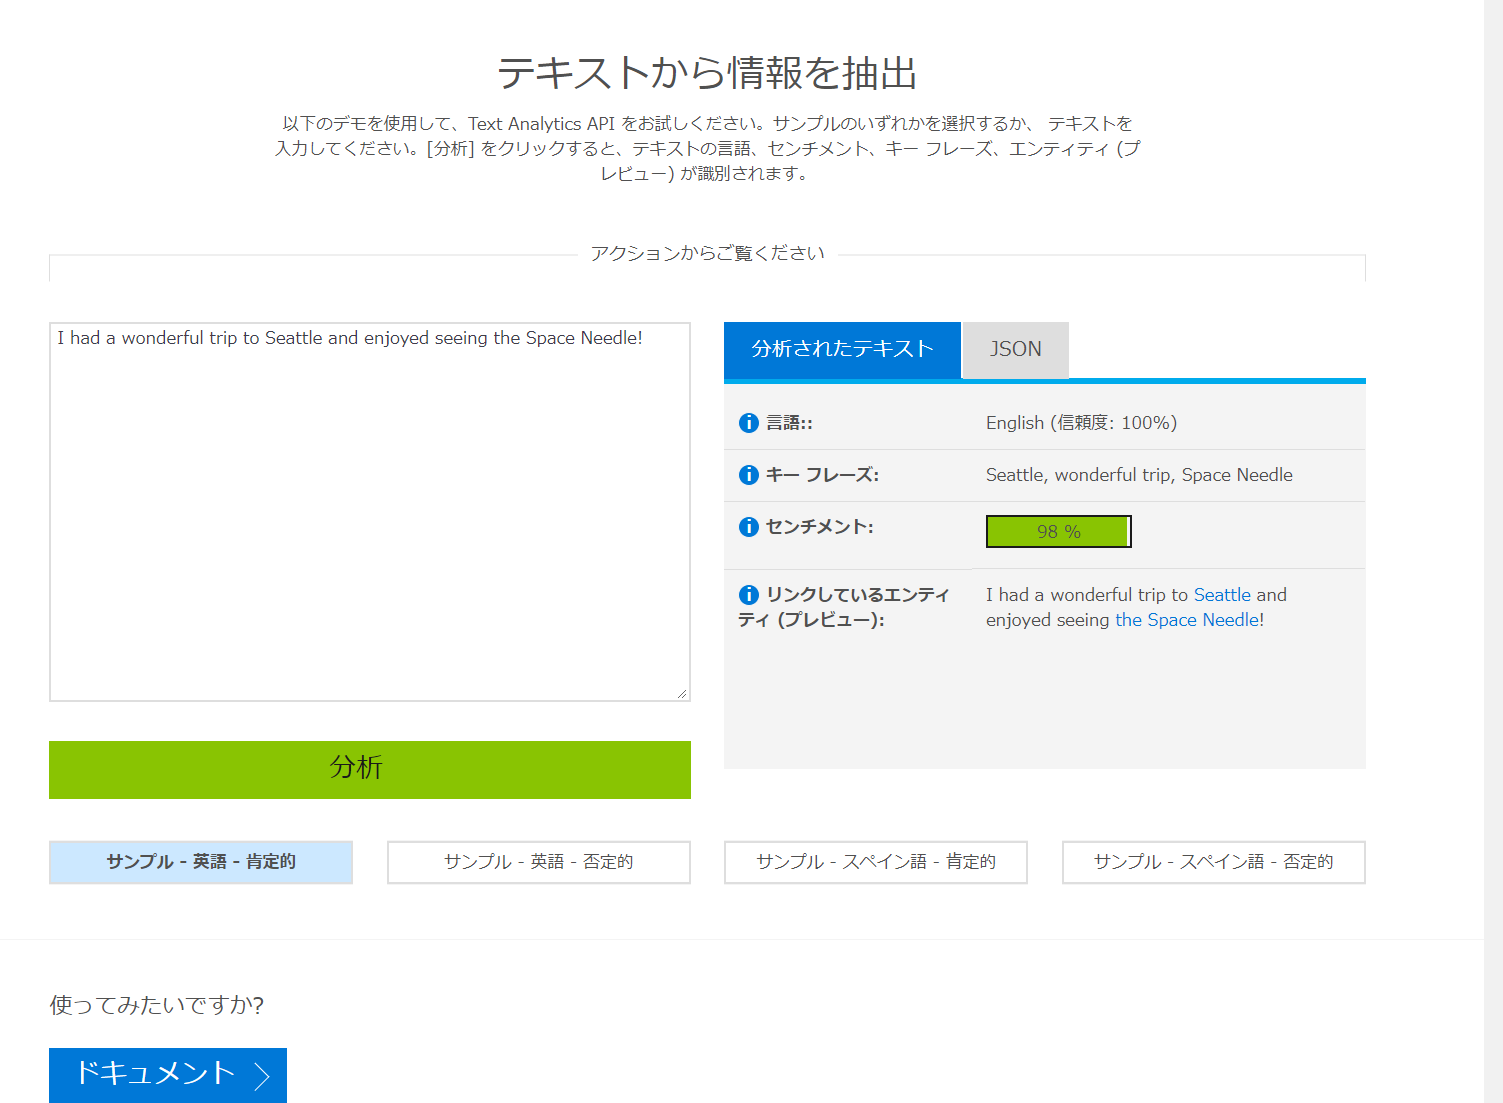 テキストから情報を抽出
以下のデモを使用して、Text Analytics API をお試しください。サンプルのいずれかを選択するか、 テキストを
入力してください。[分析] をクリックすると、テキストの言語、センチメント、キー フレーズ、エンティティ (プ
レビュー) が識別されます。
アクションからご覧ください
I had a wonderful trip to Seattle and enjoyed seeing the Space Needle!
分析されたテキスト
JSON
言語::
English (信頼度: 100%)
キー フレーズ:
Seattle, wonderful trip, Space Needle
センチメント:
98 %
リンクしているエンティ
ティ (プレビュー):
I had a wonderful trip to Seattle and
enjoyed seeing the Space Needle!
分析
サンプル - 英語 - 肯定的
サンプル - 英語 - 否定的
サンプル - スペイン語 - 肯定的
サンプル - スペイン語 - 否定的
使ってみたいですか?
ドキュメント